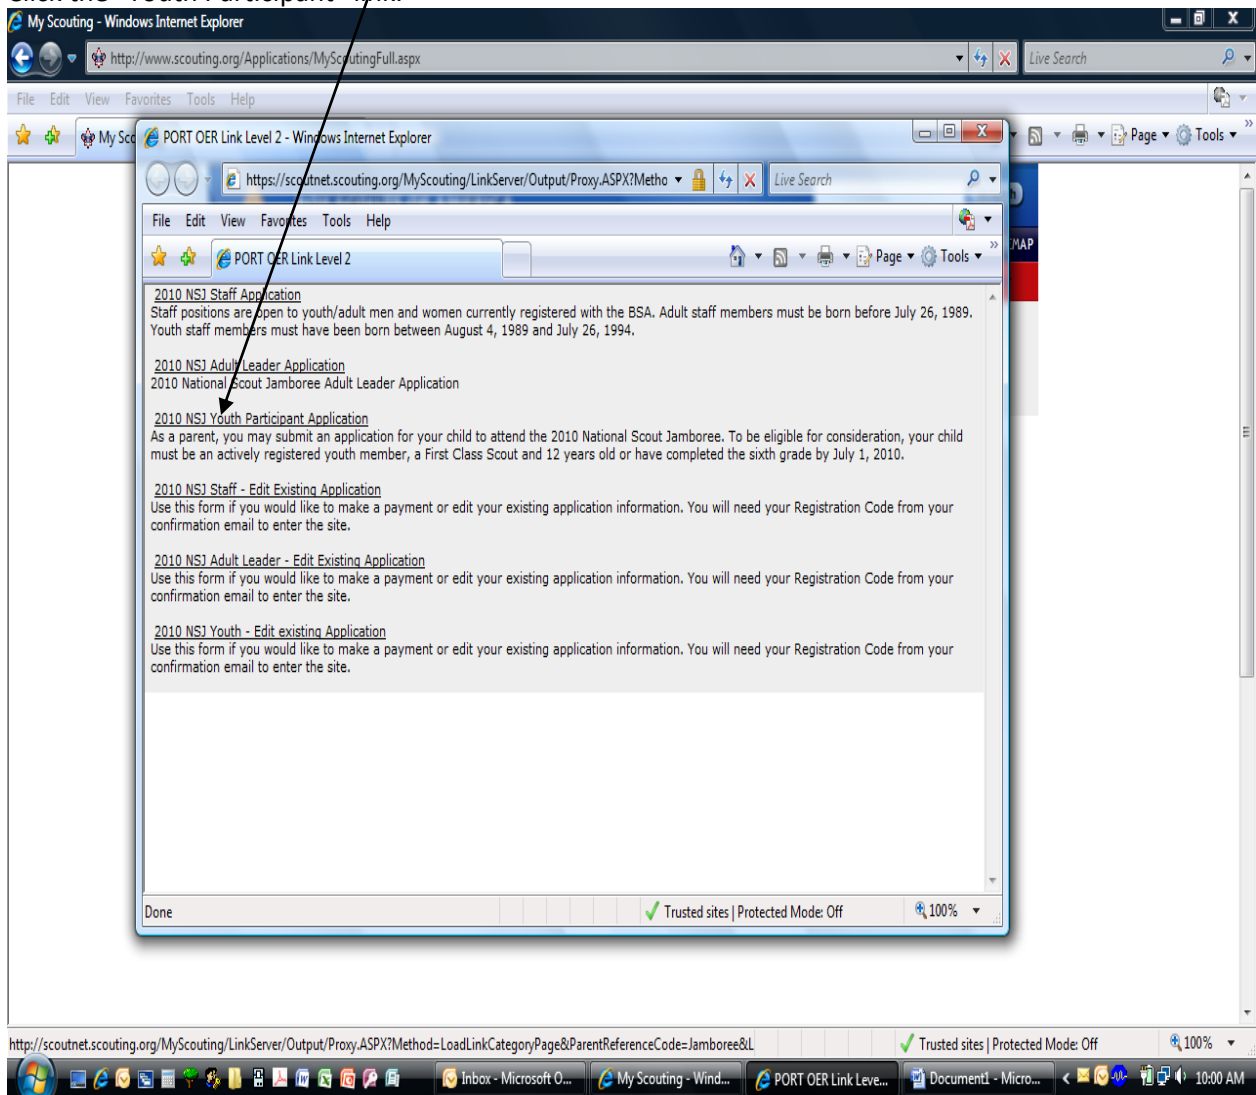 Click the "Youth Participant" link.
My Scouting - Windows Internet Explorer
http://www.scouting.org/Applications/MyScoutingFull.aspx
Live Search
File Edit View Favorites Tools Help
My Sco
Page Tools
PORT OER Link Level 2 - Windows Internet Explorer
https://scoutnet.scouting.org/MyScouting/LinkServer/Output/Proxy.ASPX?Metho
Live Search
File Edit View Favorites Tools Help
PORT OER Link Level 2
Page Tools
MAP
2010 NSJ Staff Application
Staff positions are open to youth/adult men and women currently registered with the BSA. Adult staff members must be born before July 26, 1989.
Youth staff members must have been born between August 4, 1989 and July 26, 1994.
2010 NSJ Adult Leader Application
2010 National Scout Jamboree Adult Leader Application
2010 NSJ Youth Participant Application
As a parent, you may submit an application for your child to attend the 2010 National Scout Jamboree. To be eligible for consideration, your child
must be an actively registered youth member, a First Class Scout and 12 years old or have completed the sixth grade by July 1, 2010.
2010 NSJ Staff - Edit Existing Application
Use this form if you would like to make a payment or edit your existing application information. You will need your Registration Code from your
confirmation email to enter the site.
2010 NSJ Adult Leader - Edit Existing Application
Use this form if you would like to make a payment or edit your existing application information. You will need your Registration Code from your
confirmation email to enter the site.
2010 NSJ Youth - Edit existing Application
Use this form if you would like to make a payment or edit your existing application information. You will need your Registration Code from your
confirmation email to enter the site.
Done
Trusted sites | Protected Mode: Off
100%
http://scoutnet.scouting.org/MyScouting/LinkServer/Output/Proxy.ASPX?Method=LoadLinkCategoryPage&ParentReferenceCode=Jamboree&L
Trusted sites | Protected Mode: Off
100%
Inbox - Microsoft O...
My Scouting - Wind...
PORT OER Link Leve...
Document1 - Micro...
10:00 AM